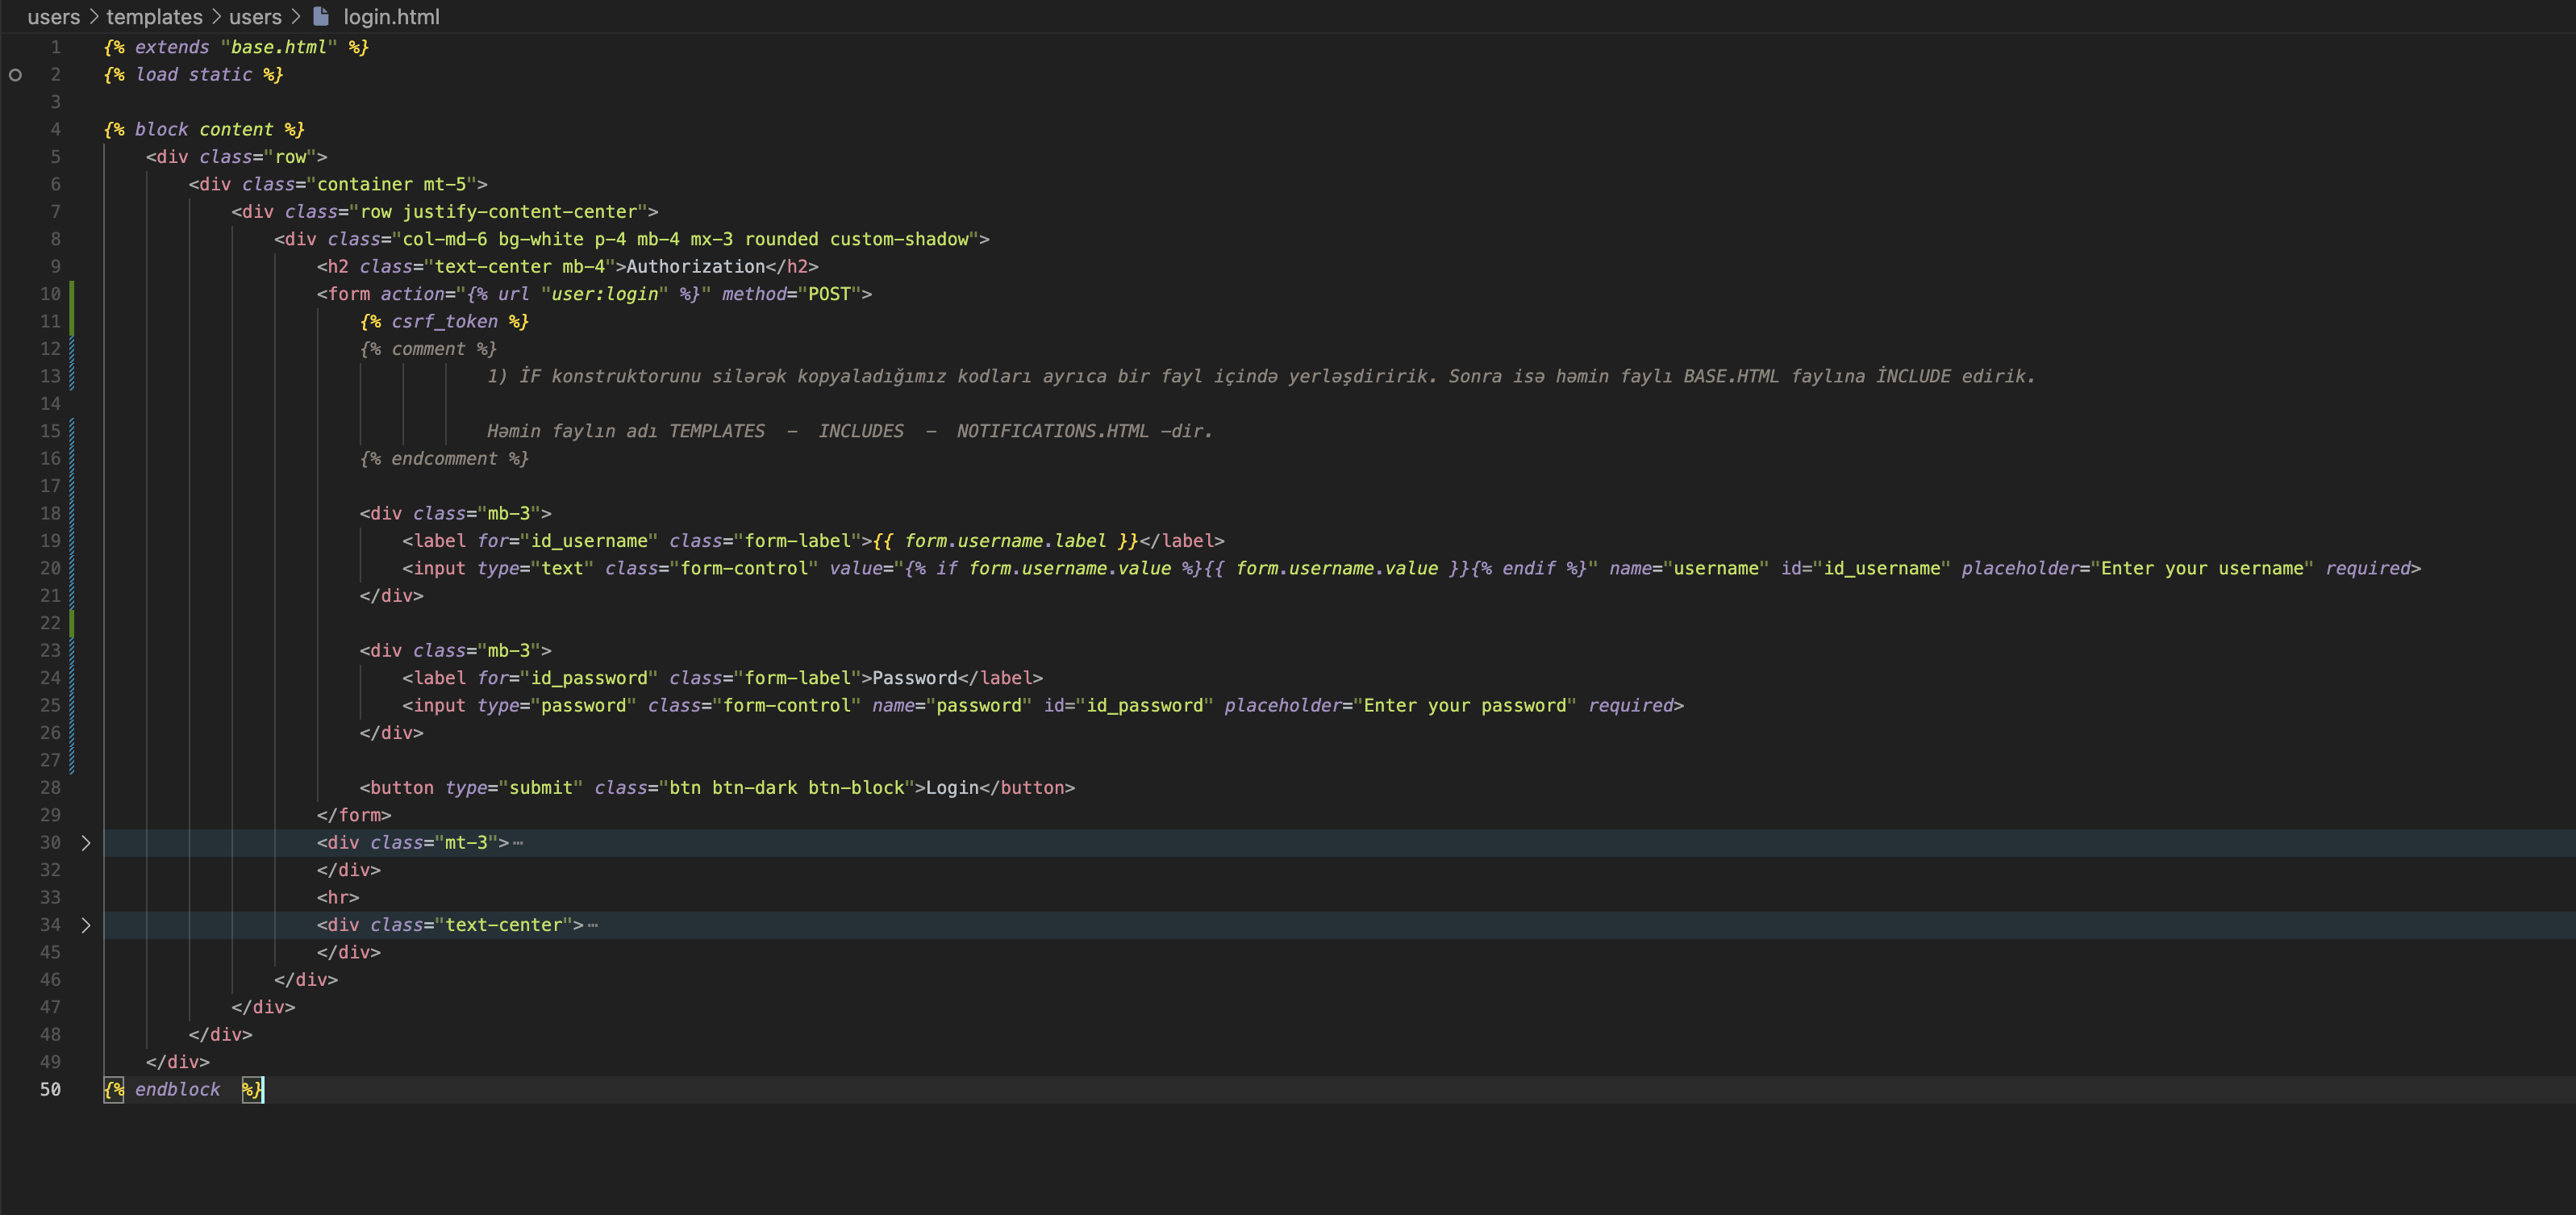 users > templates > users > login.html
1 {% extends "base.html" %}
2 {% load static %}
3
4 {% block content %}
5 <div class="row">
6 <div class="container mt-5">
7 <div class="row justify-content-center">
8 <div class="col-md-6 bg-white p-4 mb-4 mx-3 rounded custom-shadow">
9 <h2 class="text-center mb-4">Authorization</h2>
10 <form action="{% url "user:login" %}" method="POST">
11 {% csrf_token %}
12 {% comment %}
13 1) İF konstruktorunu silərək kopyaladığımız kodları ayrıca bir fayl içində yerləşdiririk. Sonra isə həmin faylı BASE.HTML faylına İNCLUDE edirik.
14
15 Həmin faylın adı TEMPLATES – INCLUDES – NOTIFICATIONS.HTML -dir.
16 {% endcomment %}
17
18 <div class="mb-3">
19 <label for="id_username" class="form-label">{{ form.username.label }}</label>
20 <input type="text" class="form-control" value="{% if form.username.value %}{{ form.username.value }}{% endif %}" name="username" id="id_username" placeholder="Enter your username" required>
21 </div>
22
23 <div class="mb-3">
24 <label for="id_password" class="form-label">Password</label>
25 <input type="password" class="form-control" name="password" id="id_password" placeholder="Enter your password" required>
26 </div>
27
28 <button type="submit" class="btn btn-dark btn-block">Login</button>
29 </form>
30 <div class="mt-3">…
32 </div>
33 <hr>
34 <div class="text-center">…
45 </div>
46 </div>
47 </div>
48 </div>
49 </div>
50 {% endblock %}